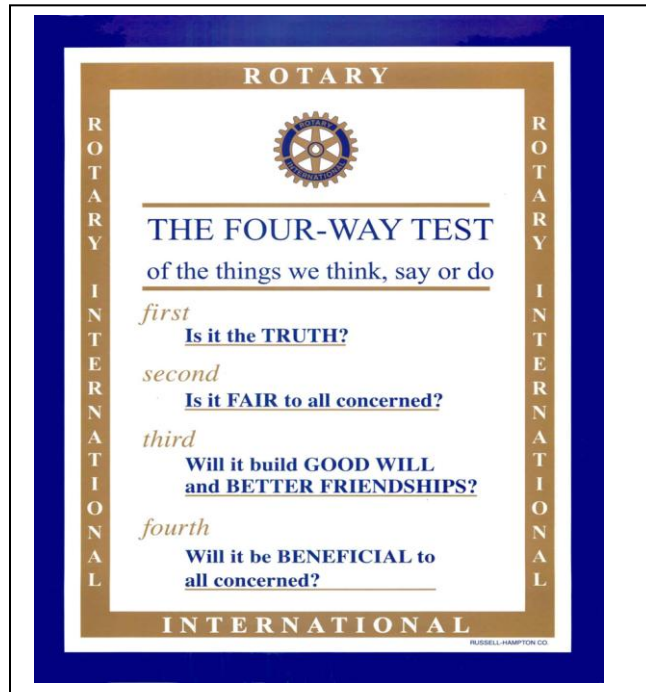 ROTARY
ROTARY INTERNATIONAL
ROTARY INTERNATIONAL
ROTARY
INTERNATIONAL
THE FOUR-WAY TEST
of the things we think, say or do
first
Is it the TRUTH?
second
Is it FAIR to all concerned?
third
Will it build GOOD WILL
and BETTER FRIENDSHIPS?
fourth
Will it be BENEFICIAL to
all concerned?
INTERNATIONAL
RUSSELL-HAMPTON CO.